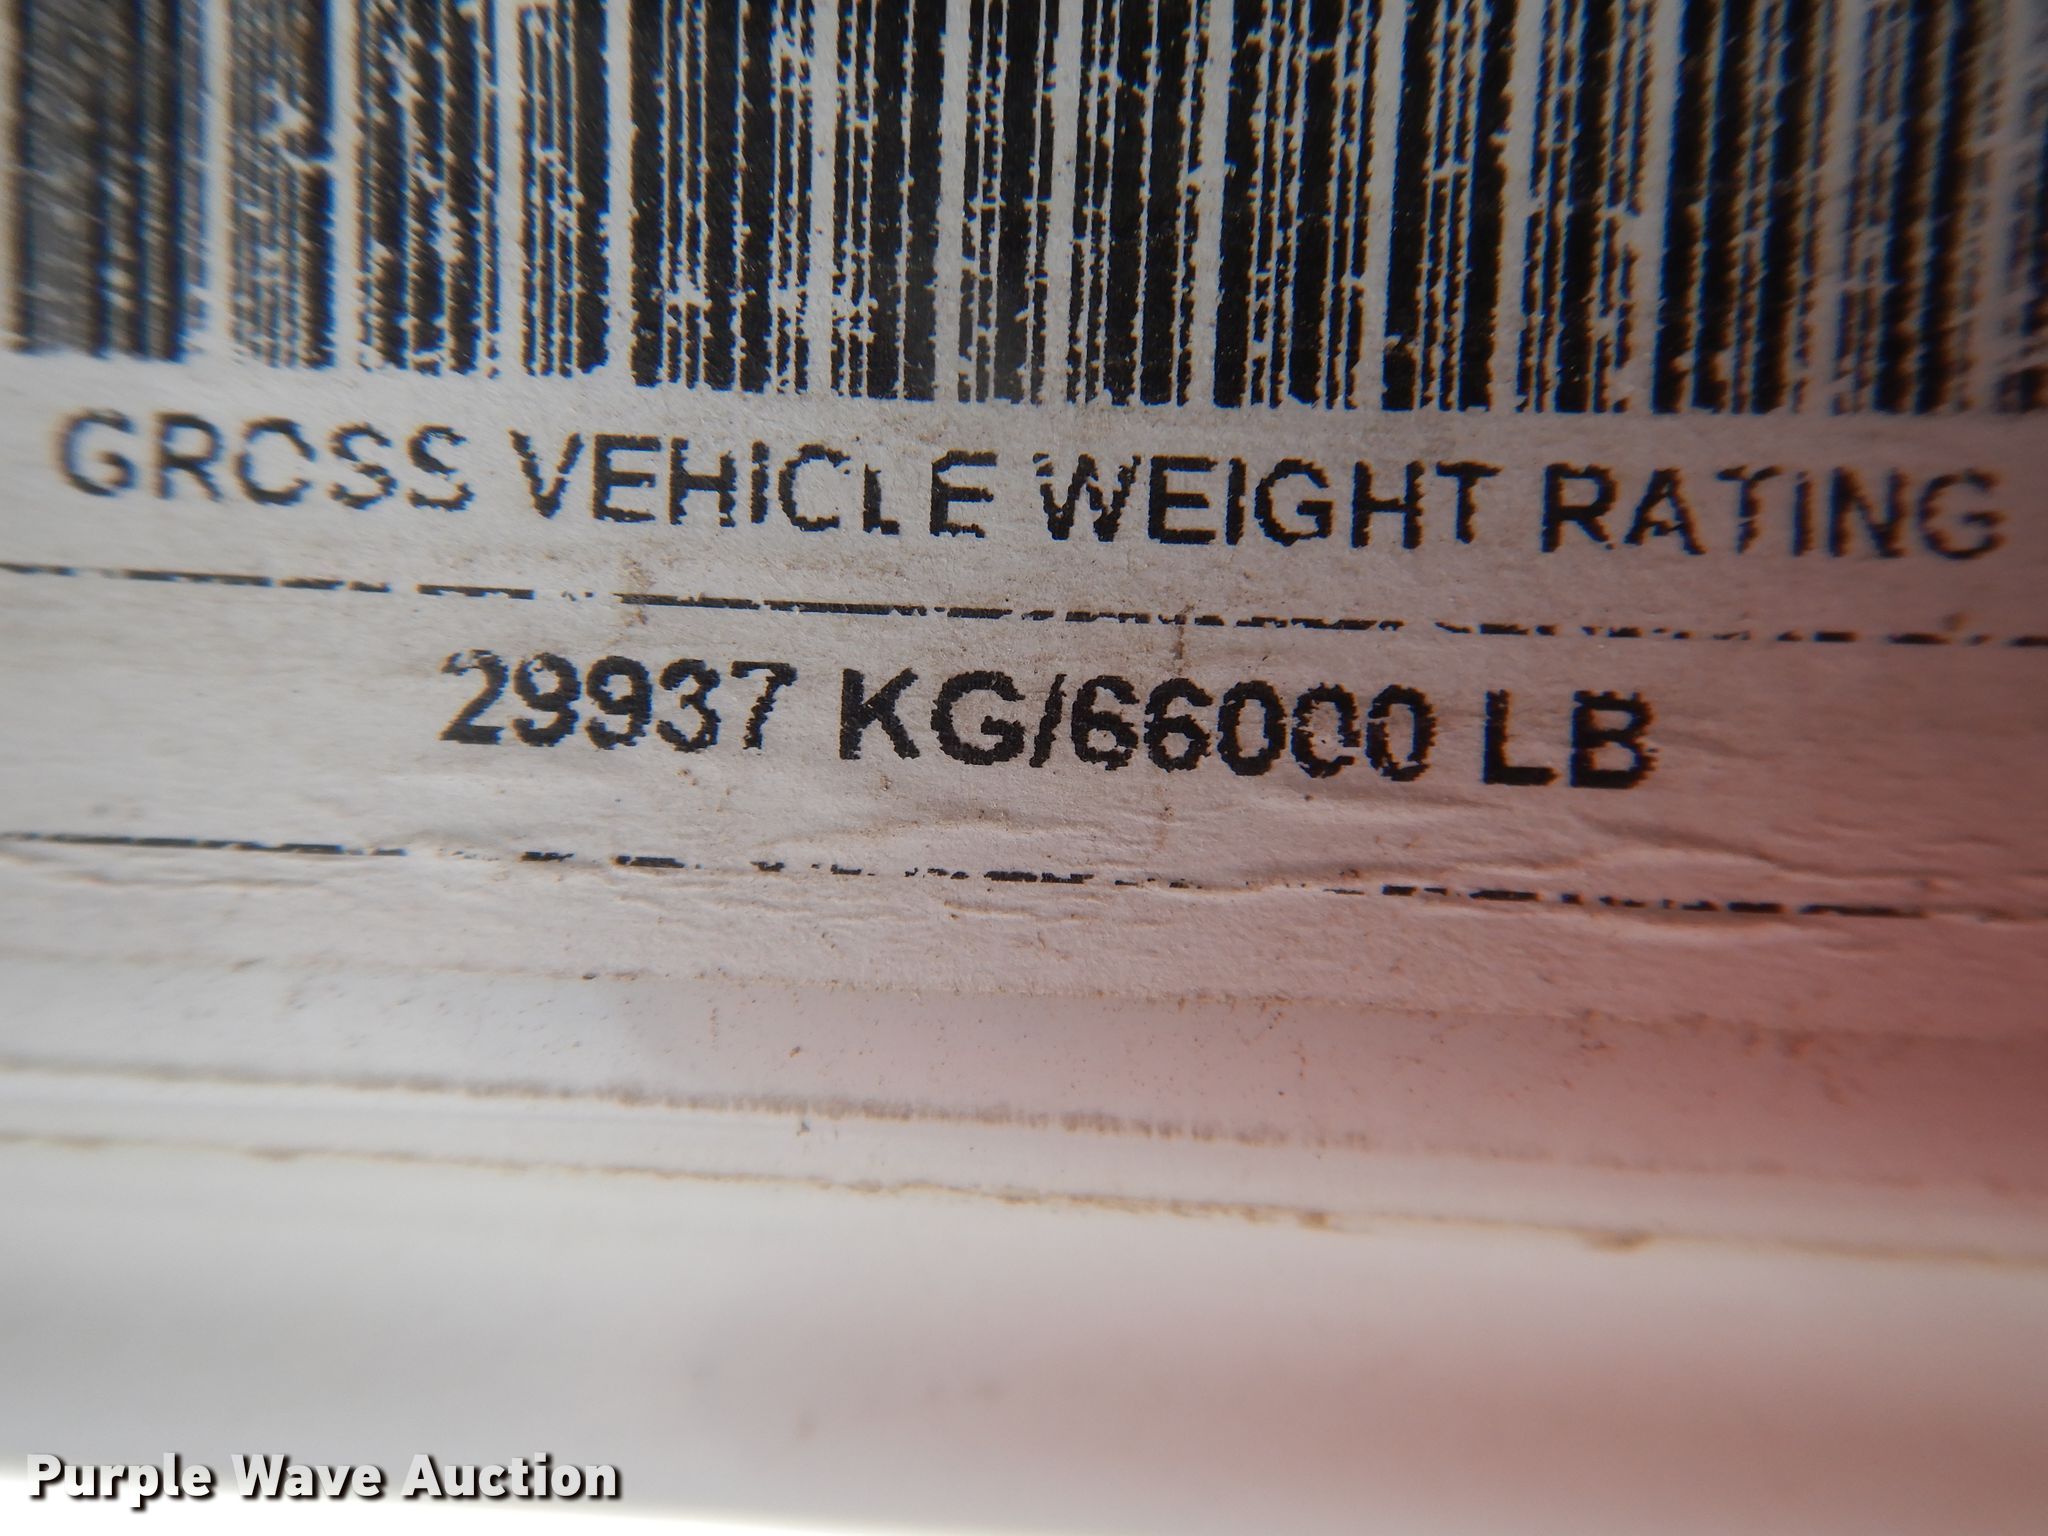 GROSS VEHICLE WEIGHT RATING
29937 KG/66000 LB
Purple Wave Auction